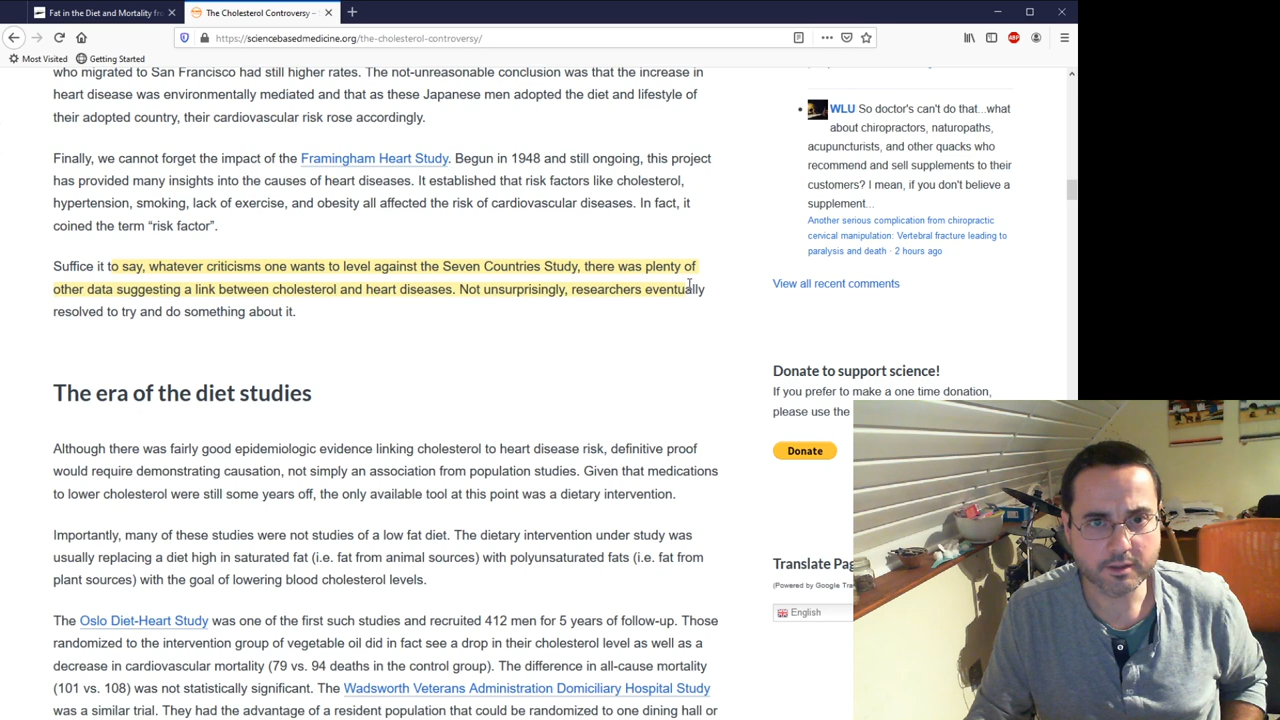 Fat in the Diet and Mortality fr
The Cholesterol Controversy –
https://sciencebasedmedicine.org/the-cholesterol-controversy/
ABP
Most Visited
Getting Started
who migrated to San Francisco had still higher rates. The not-unreasonable conclusion was that the increase in
heart disease was environmentally mediated and that as these Japanese men adopted the diet and lifestyle of
their adopted country, their cardiovascular risk rose accordingly.
Finally, we cannot forget the impact of the Framingham Heart Study. Begun in 1948 and still ongoing, this project
has provided many insights into the causes of heart diseases. It established that risk factors like cholesterol,
hypertension, smoking, lack of exercise, and obesity all affected the risk of cardiovascular diseases. In fact, it
coined the term “risk factor”.
Suffice it to say, whatever criticisms one wants to level against the Seven Countries Study, there was plenty of
other data suggesting a link between cholesterol and heart diseases. Not unsurprisingly, researchers eventually
resolved to try and do something about it.
The era of the diet studies
Although there was fairly good epidemiologic evidence linking cholesterol to heart disease risk, definitive proof
would require demonstrating causation, not simply an association from population studies. Given that medications
to lower cholesterol were still some years off, the only available tool at this point was a dietary intervention.
Importantly, many of these studies were not studies of a low fat diet. The dietary intervention under study was
usually replacing a diet high in saturated fat (i.e. fat from animal sources) with polyunsaturated fats (i.e. fat from
plant sources) with the goal of lowering blood cholesterol levels.
The Oslo Diet-Heart Study was one of the first such studies and recruited 412 men for 5 years of follow-up. Those
randomized to the intervention group of vegetable oil did in fact see a drop in their cholesterol level as well as a
decrease in cardiovascular mortality (79 vs. 94 deaths in the control group). The difference in all-cause mortality
(101 vs. 108) was not statistically significant. The Wadsworth Veterans Administration Domiciliary Hospital Study
was a similar trial. They had the advantage of a resident population that could be randomized to one dining hall or
WLU So doctor's can't do that...what
about chiropractors, naturopaths,
acupuncturists, and other quacks who
recommend and sell supplements to their
customers? I mean, if you don't believe a
supplement...
Another serious complication from chiropractic
cervical manipulation: Vertebral fracture leading to
paralysis and death · 2 hours ago
View all recent comments
Donate to support science!
If you prefer to make a one time donation,
please use the
Donate
Translate Pag
(Powered by Google Tra
English